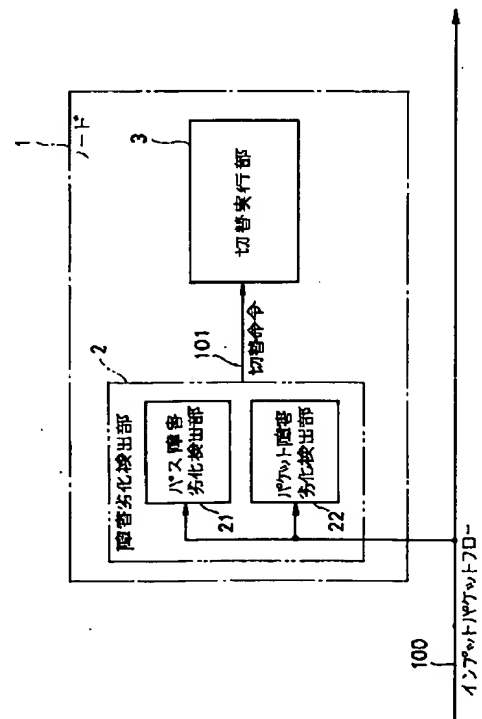 1
ノード
2
障害劣化検出部
パス障害
劣化検出部
21
パケット障害
劣化検出部
22
101
切替命令
3
切替実行部
100
インプットパケットフロー